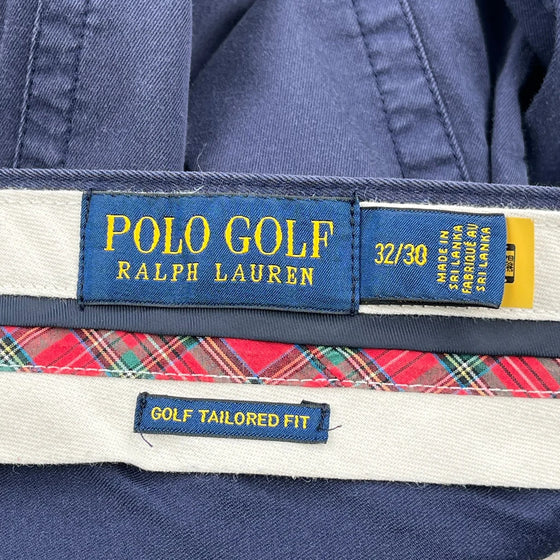 POLO GOLF
RALPH LAUREN
32/30
MADE IN
SRI LANKA
FABRIQUÉ AU
SRI LANKA
GOLF TAILORED FIT